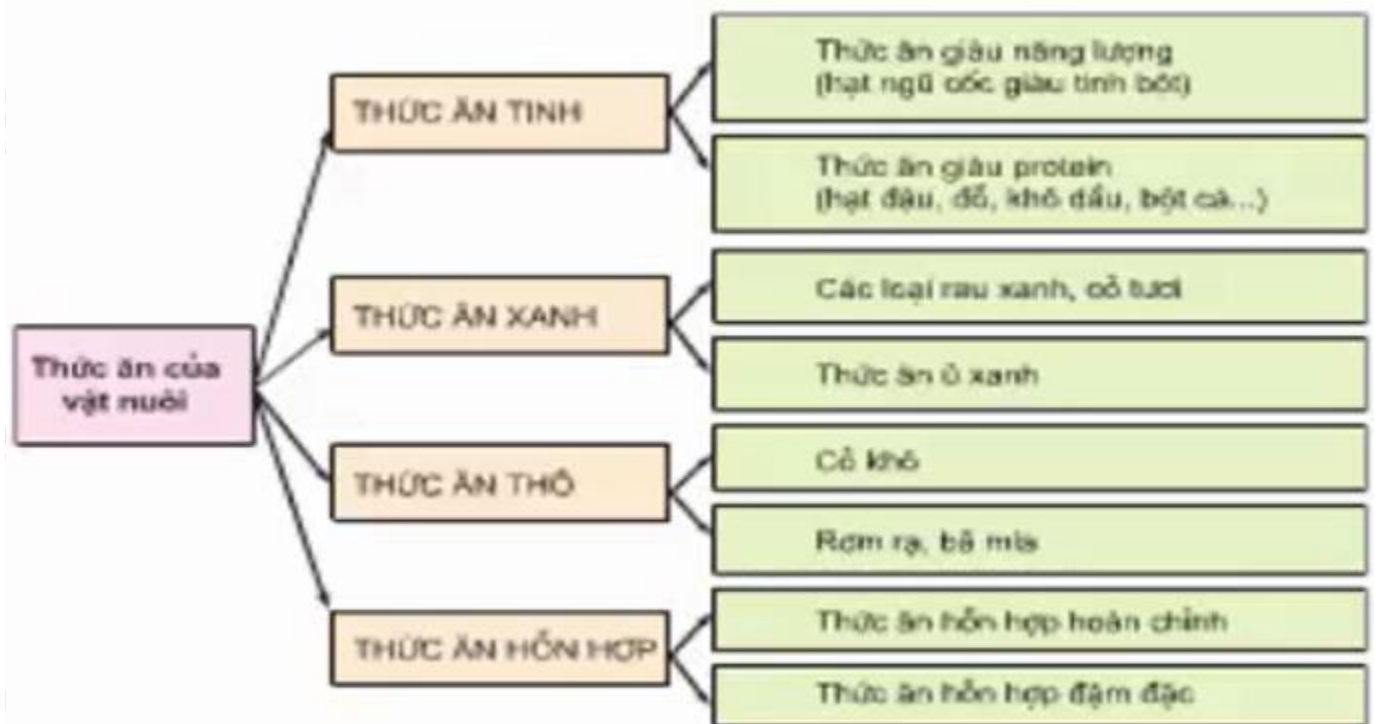 Thức ăn của
vật nuôi
THỨC ĂN TINH
Thức ăn giàu năng lượng
(hạt ngũ cốc giàu tinh bột)
Thức ăn giàu protein
(hạt đậu, đỗ, khô dầu, bột cá...)
THỨC ĂN XANH
Các loại rau xanh, cỏ tươi
Thức ăn ủ xanh
THỨC ĂN THÔ
Cỏ khô
Rơm rạ, bã mía
THỨC ĂN HỖN HỢP
Thức ăn hỗn hợp hoàn chỉnh
Thức ăn hỗn hợp đậm đặc